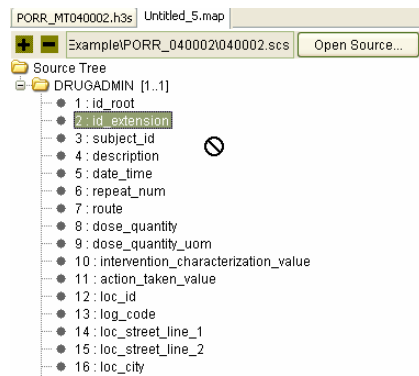 PORR_MT040002.h3s Untitled_5.map
Example\PORR_040002\040002.scs Open Source...
Source Tree
DRUGADMIN [1..1]
1 : id_root
2 : id_extension
3 : subject_id
4 : description
5 : date_time
6 : repeat_num
7 : route
8 : dose_quantity
9 : dose_quantity_uom
10 : intervention_characterization_value
11 : action_taken_value
12 : loc_id
13 : log_code
14 : loc_street_line_1
15 : loc_street_line_2
16 : loc_city